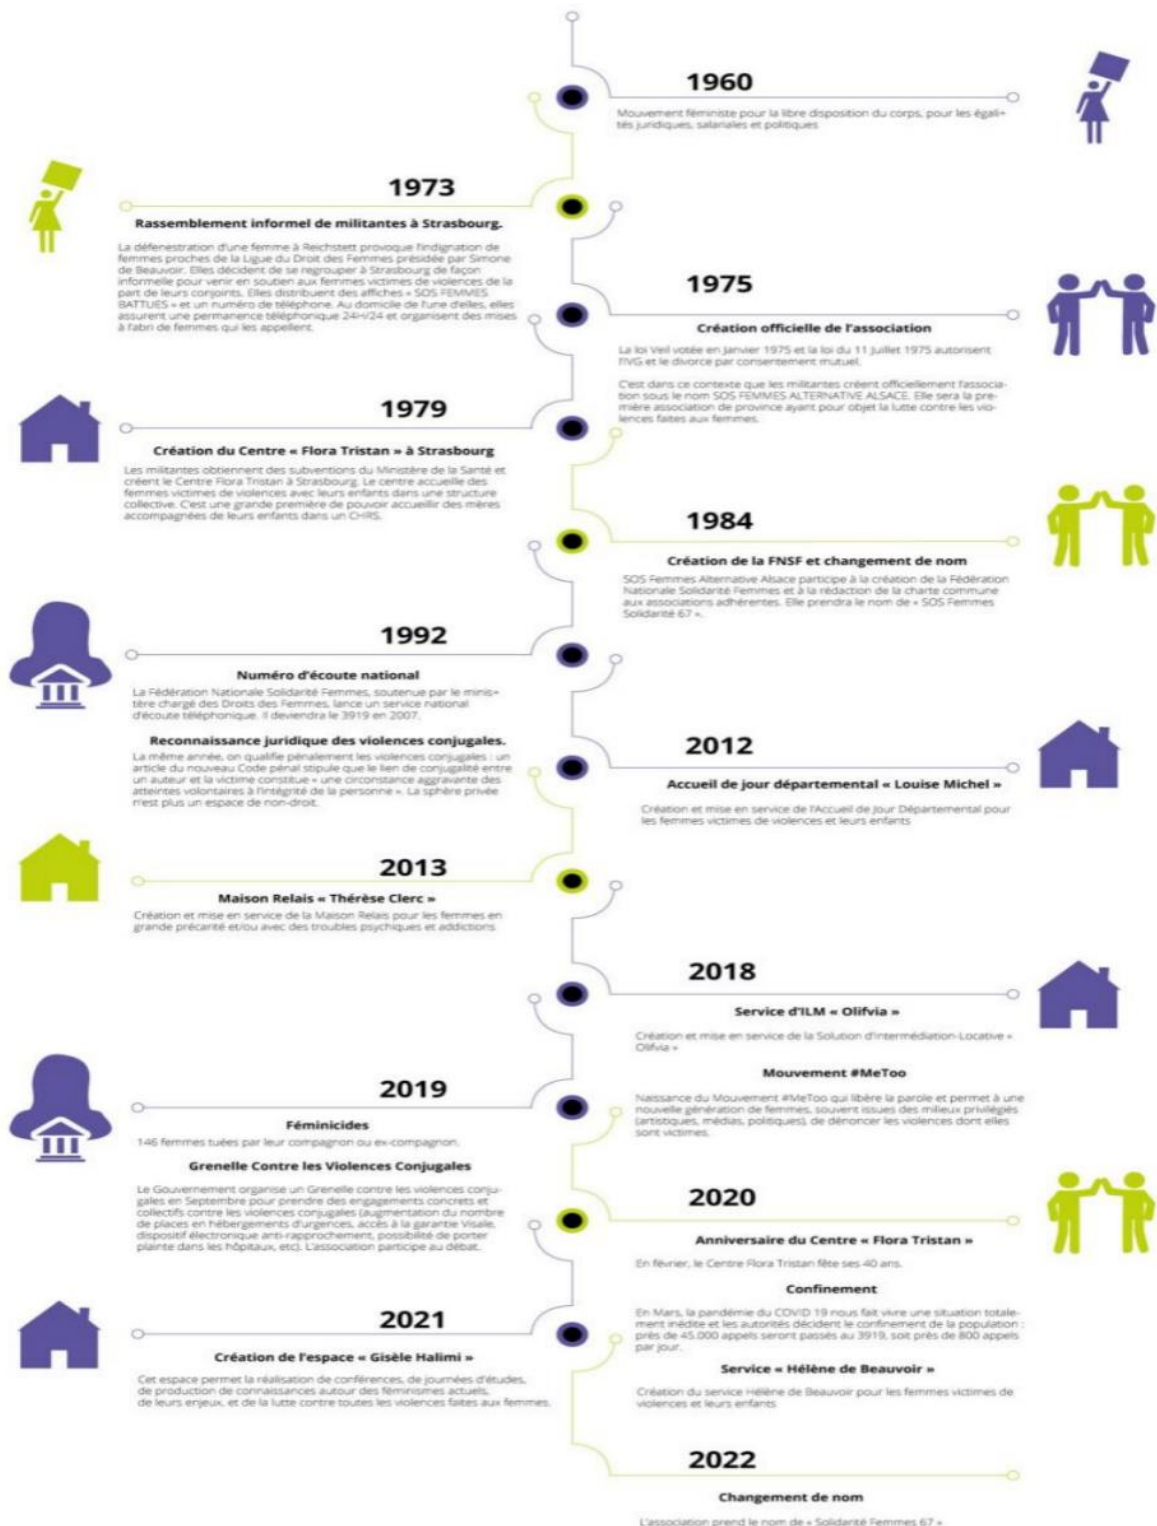 1960
Mouvement féministe pour la libre disposition du corps, pour les égali-
tés juridiques, salariales et politiques
1973
Rassemblement informel de militantes à Strasbourg.
La défenestration d'une femme à Reichstett provoque l'indignation de
femmes proches de la Ligue du Droit des Femmes présidée par Simone
de Beauvoir. Elles décident de se regrouper à Strasbourg de façon
informelle pour venir en soutien aux femmes victimes de violences de la
part de leurs conjoints. Elles distribuent des affiches « SOS FEMMES
BATTUES » et un numéro de téléphone. Au domicile de l'une d'elles, elles
assurent une permanence téléphonique 24H/24 et organisent des mises
à l'abri de femmes qui les appellent.
1975
Création officielle de l'association
La loi Veil votée en Janvier 1975 et la loi du 11 Juillet 1975 autorisent
l'IVG et le divorce par consentement mutuel.
C'est dans ce contexte que les militantes créent officiellement l'associa-
tion sous le nom SOS FEMMES ALTERNATIVE ALSACE. Elle sera la pre-
mière association de province ayant pour objet la lutte contre les vio-
lences faites aux femmes.
1979
Création du Centre « Flora Tristan » à Strasbourg
Les militantes obtiennent des subventions du Ministère de la Santé et
créent le Centre Flora Tristan à Strasbourg. Le centre accueille des
femmes victimes de violences avec leurs enfants dans une structure
collective. C'est une grande première de pouvoir accueillir des mères
accompagnées de leurs enfants dans un CHRS.
1984
Création de la FNSF et changement de nom
SOS Femmes Alternative Alsace participe à la création de la Fédération
Nationale Solidarité Femmes et à la rédaction de la charte commune
aux associations adhérentes. Elle prendra le nom de « SOS Femmes
Solidarité 67 ».
1992
Numéro d'écoute national
La Fédération Nationale Solidarité Femmes, soutenue par le minis-
tère chargé des Droits des Femmes, lance un service national
d'écoute téléphonique. Il deviendra le 3919 en 2007.
Reconnaissance juridique des violences conjugales.
La même année, on qualifie pénalement les violences conjugales : un
article du nouveau Code pénal stipule que le lien de conjugalité entre
un auteur et la victime constitue « une circonstance aggravante des
atteintes volontaires à l'intégrité de la personne ». La sphère privée
n'est plus un espace de non-droit.
2012
Accueil de jour départemental « Louise Michel »
Création et mise en service de l'Accueil de Jour Départemental pour
les femmes victimes de violences et leurs enfants
2013
Maison Relais « Thérèse Clerc »
Création et mise en service de la Maison Relais pour les femmes en
grande précarité et/ou avec des troubles psychiques et addictions
2018
Service d'ILM « Olifvia »
Création et mise en service de la Solution d'Intermédiation-Locative «
Olifvia »
Mouvement #MeToo
Naissance du Mouvement #MeToo qui libère la parole et permet à une
nouvelle génération de femmes, souvent issues des milieux privilégiés
(artistiques, médias, politiques), de dénoncer les violences dont elles
sont victimes.
2019
Féminicides
146 femmes tuées par leur compagnon ou ex-compagnon.
Grenelle Contre les Violences Conjugales
Le Gouvernement organise un Grenelle contre les violences conju-
gales en Septembre pour prendre des engagements concrets et
collectifs contre les violences conjugales (augmentation du nombre
de places en hébergements d'urgences, accès à la garantie Visale,
dispositif électronique anti-rapprochement, possibilité de porter
plainte dans les hôpitaux, etc). L'association participe au débat.
2020
Anniversaire du Centre « Flora Tristan »
En février, le Centre Flora Tristan fête ses 40 ans.
Confinement
En Mars, la pandémie du COVID 19 nous fait vivre une situation totale-
ment inédite et les autorités décident le confinement de la population :
près de 45.000 appels seront passés au 3919, soit près de 800 appels
par jour.
Service « Hélène de Beauvoir »
Création du service Hélène de Beauvoir pour les femmes victimes de
violences et leurs enfants
2021
Création de l'espace « Gisèle Halimi »
Cet espace permet la réalisation de conférences, de journées d'études,
de production de connaissances autour des féminismes actuels,
de leurs enjeux, et de la lutte contre toutes les violences faites aux femmes.
2022
Changement de nom
L'association prend le nom de « Solidarité Femmes 67 »